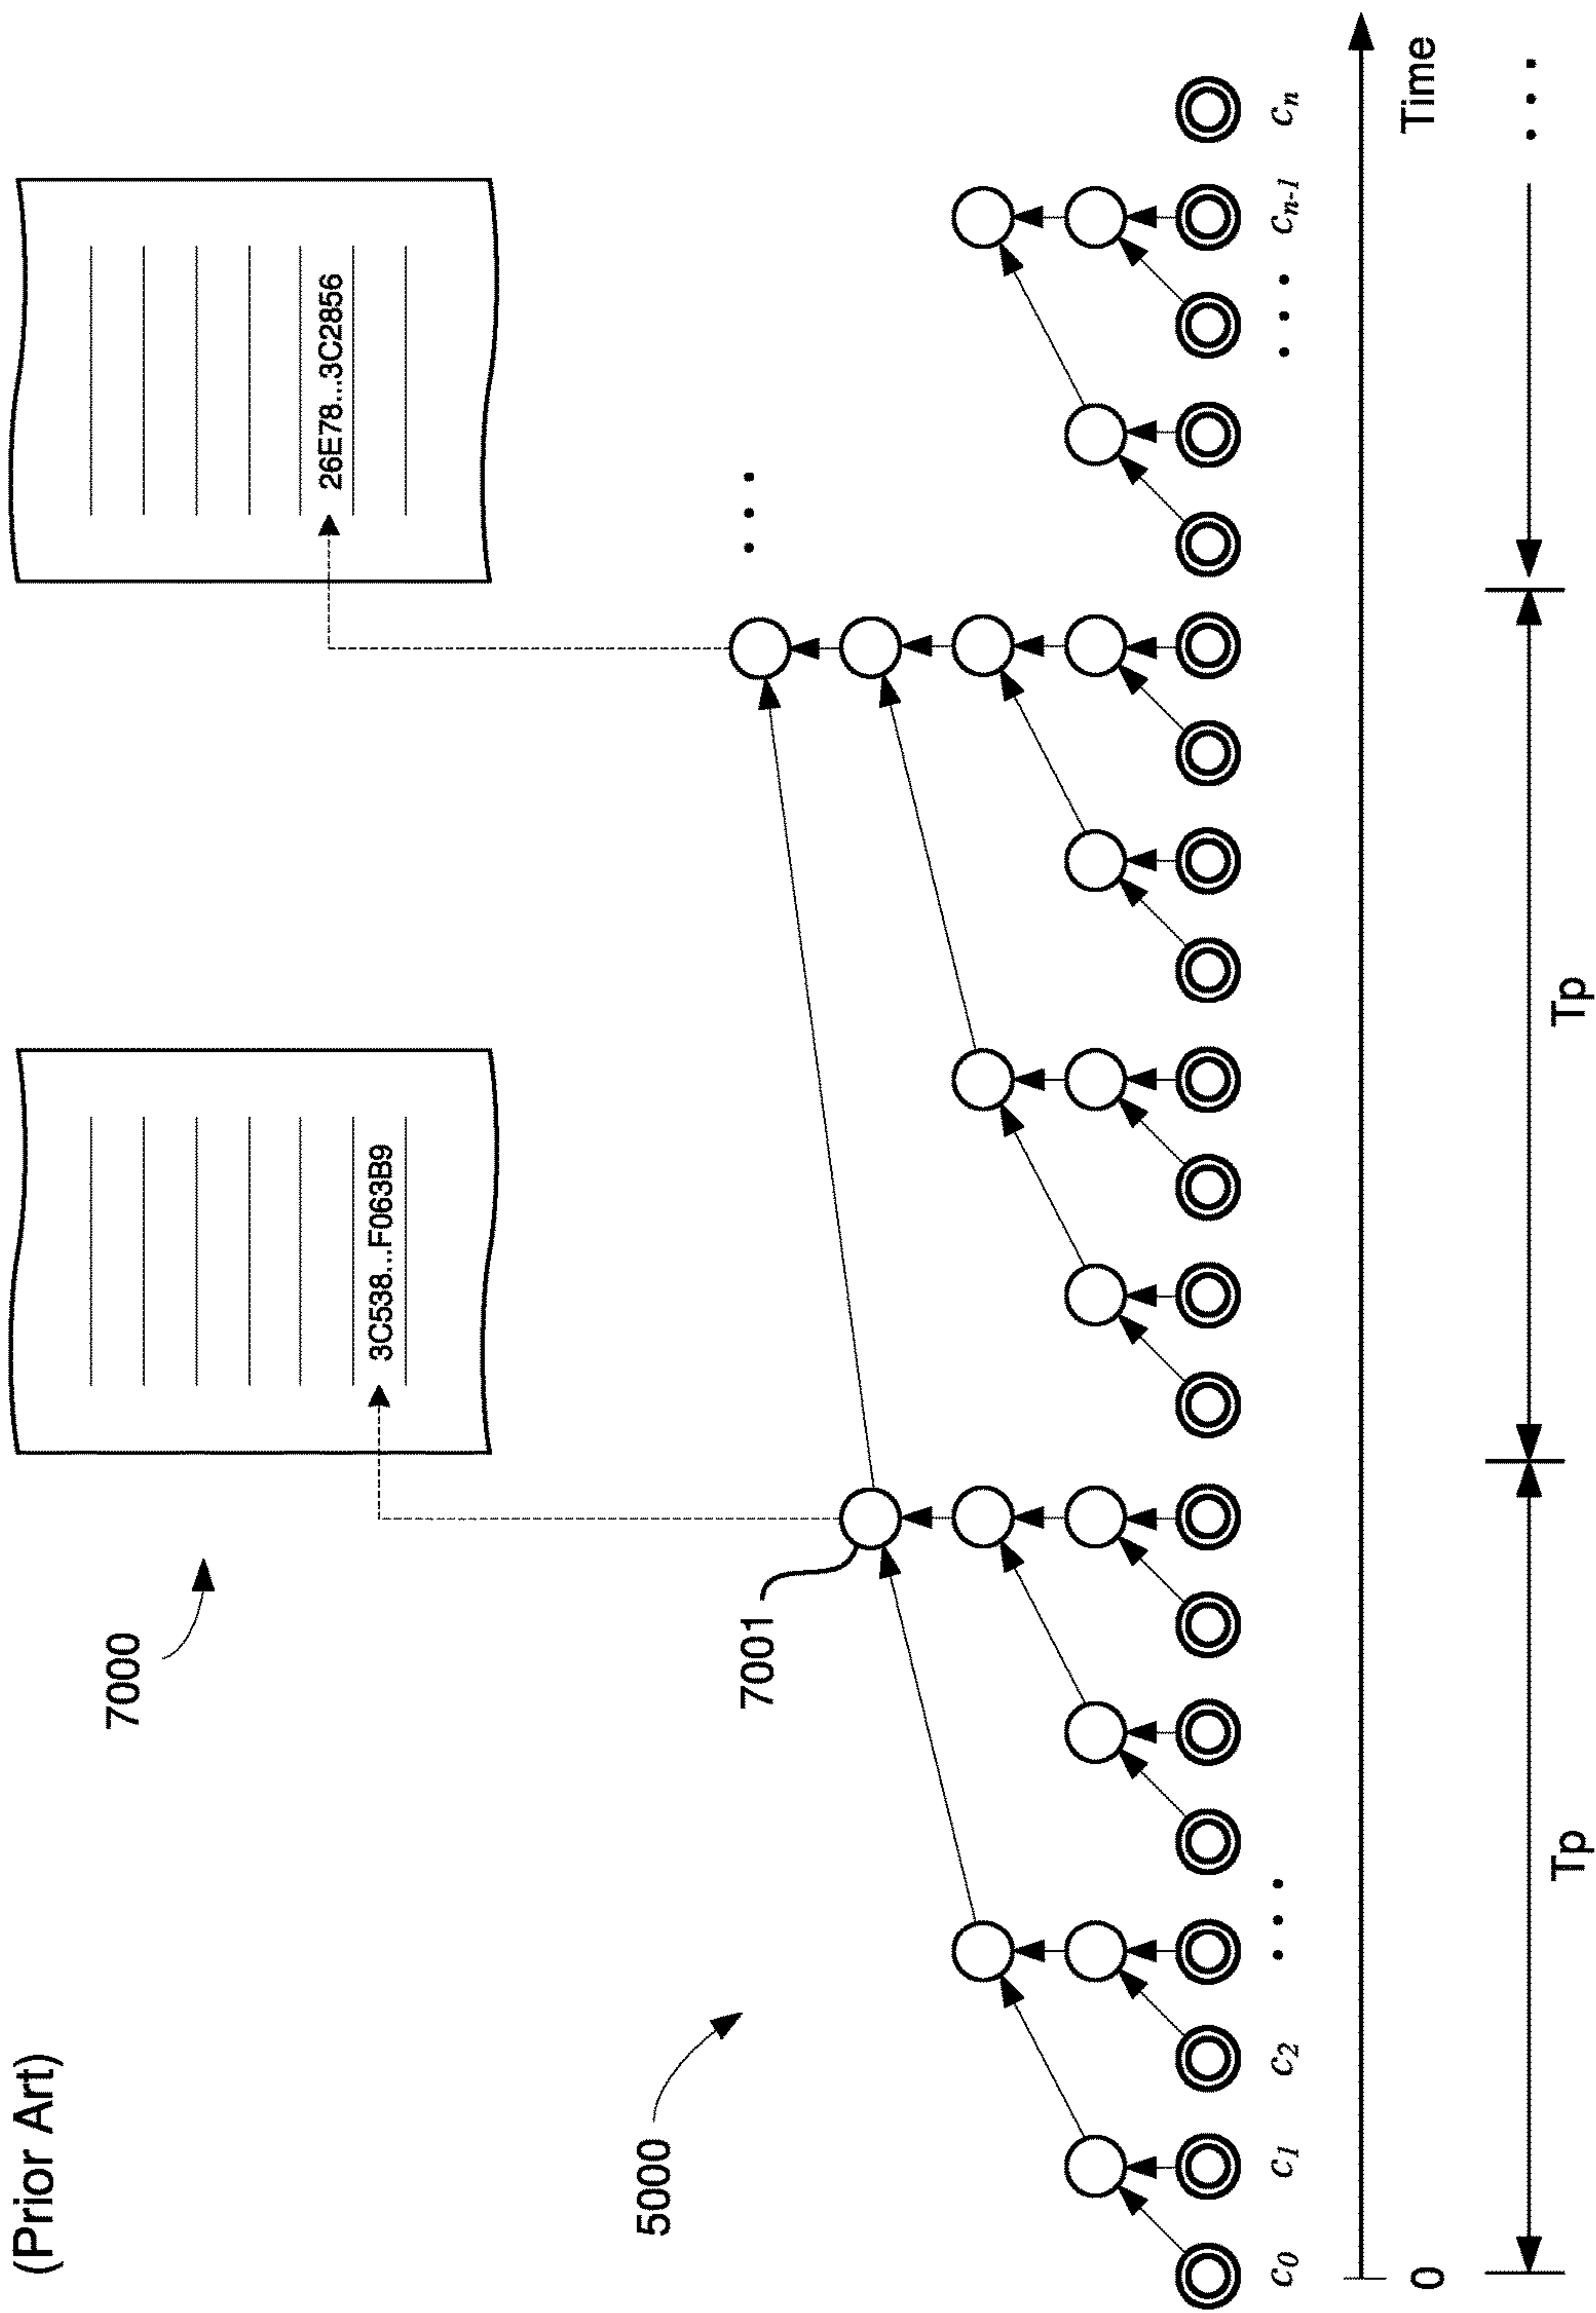 (Prior Art)
7000
3C538...F063B9
26E78...3C2856
5000
7001
. . .
c0 c1 c2 . . . . . . cn-1 cn
0 Time
Tp Tp . . .